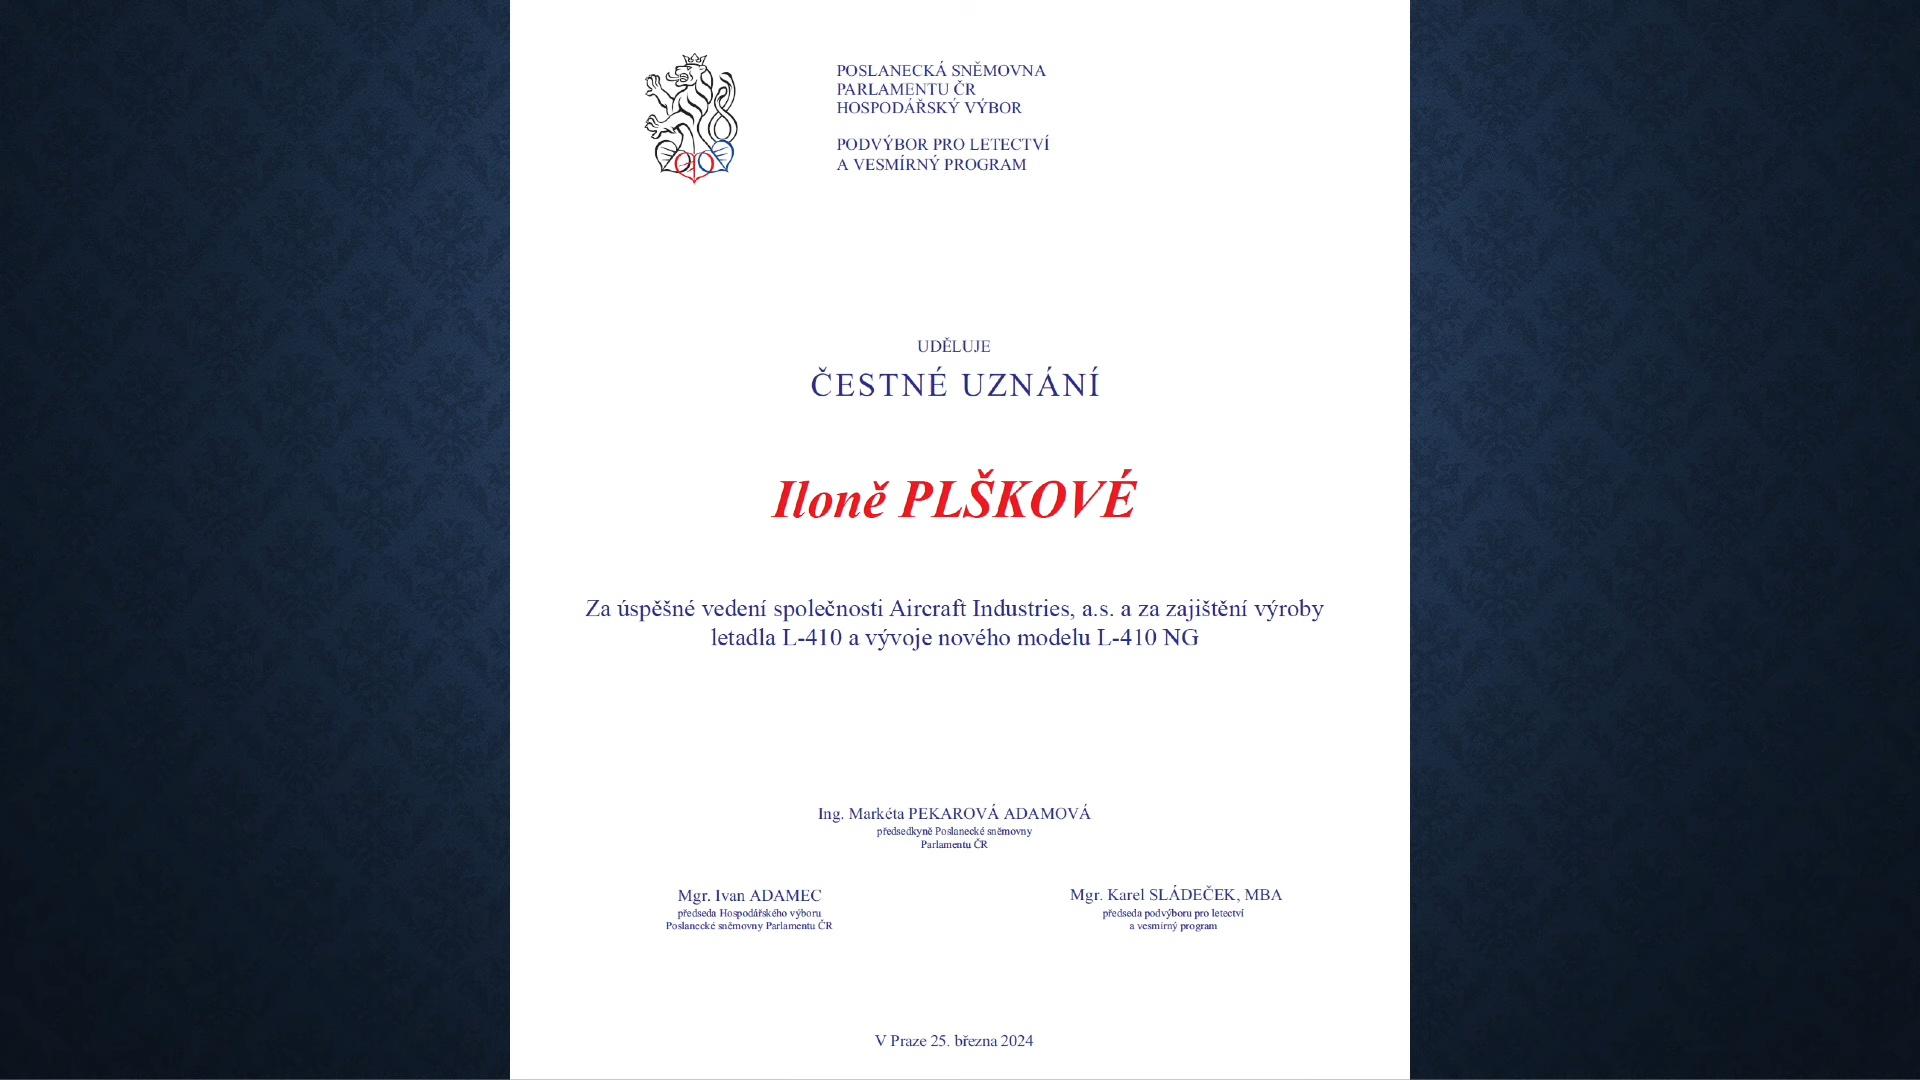 POSLANECKÁ SNĚMOVNA
PARLAMENTU ČR
HOSPODÁŘSKÝ VÝBOR
PODVÝBOR PRO LETECTVÍ
A VESMÍRNÝ PROGRAM
UDĚLUJE
ČESTNÉ UZNÁNÍ
Iloně PLŠKOVÉ
Za úspěšné vedení společnosti Aircraft Industries, a.s. a za zajištění výroby
letadla L-410 a vývoje nového modelu L-410 NG
Ing. Markéta PEKAROVÁ ADAMOVÁ
předsedkyně Poslanecké sněmovny
Parlamentu ČR
Mgr. Ivan ADAMEC
předseda Hospodářského výboru
Poslanecké sněmovny Parlamentu ČR
Mgr. Karel SLÁDEČEK, MBA
předseda podvýboru pro letectví
a vesmírný program
V Praze 25. března 2024